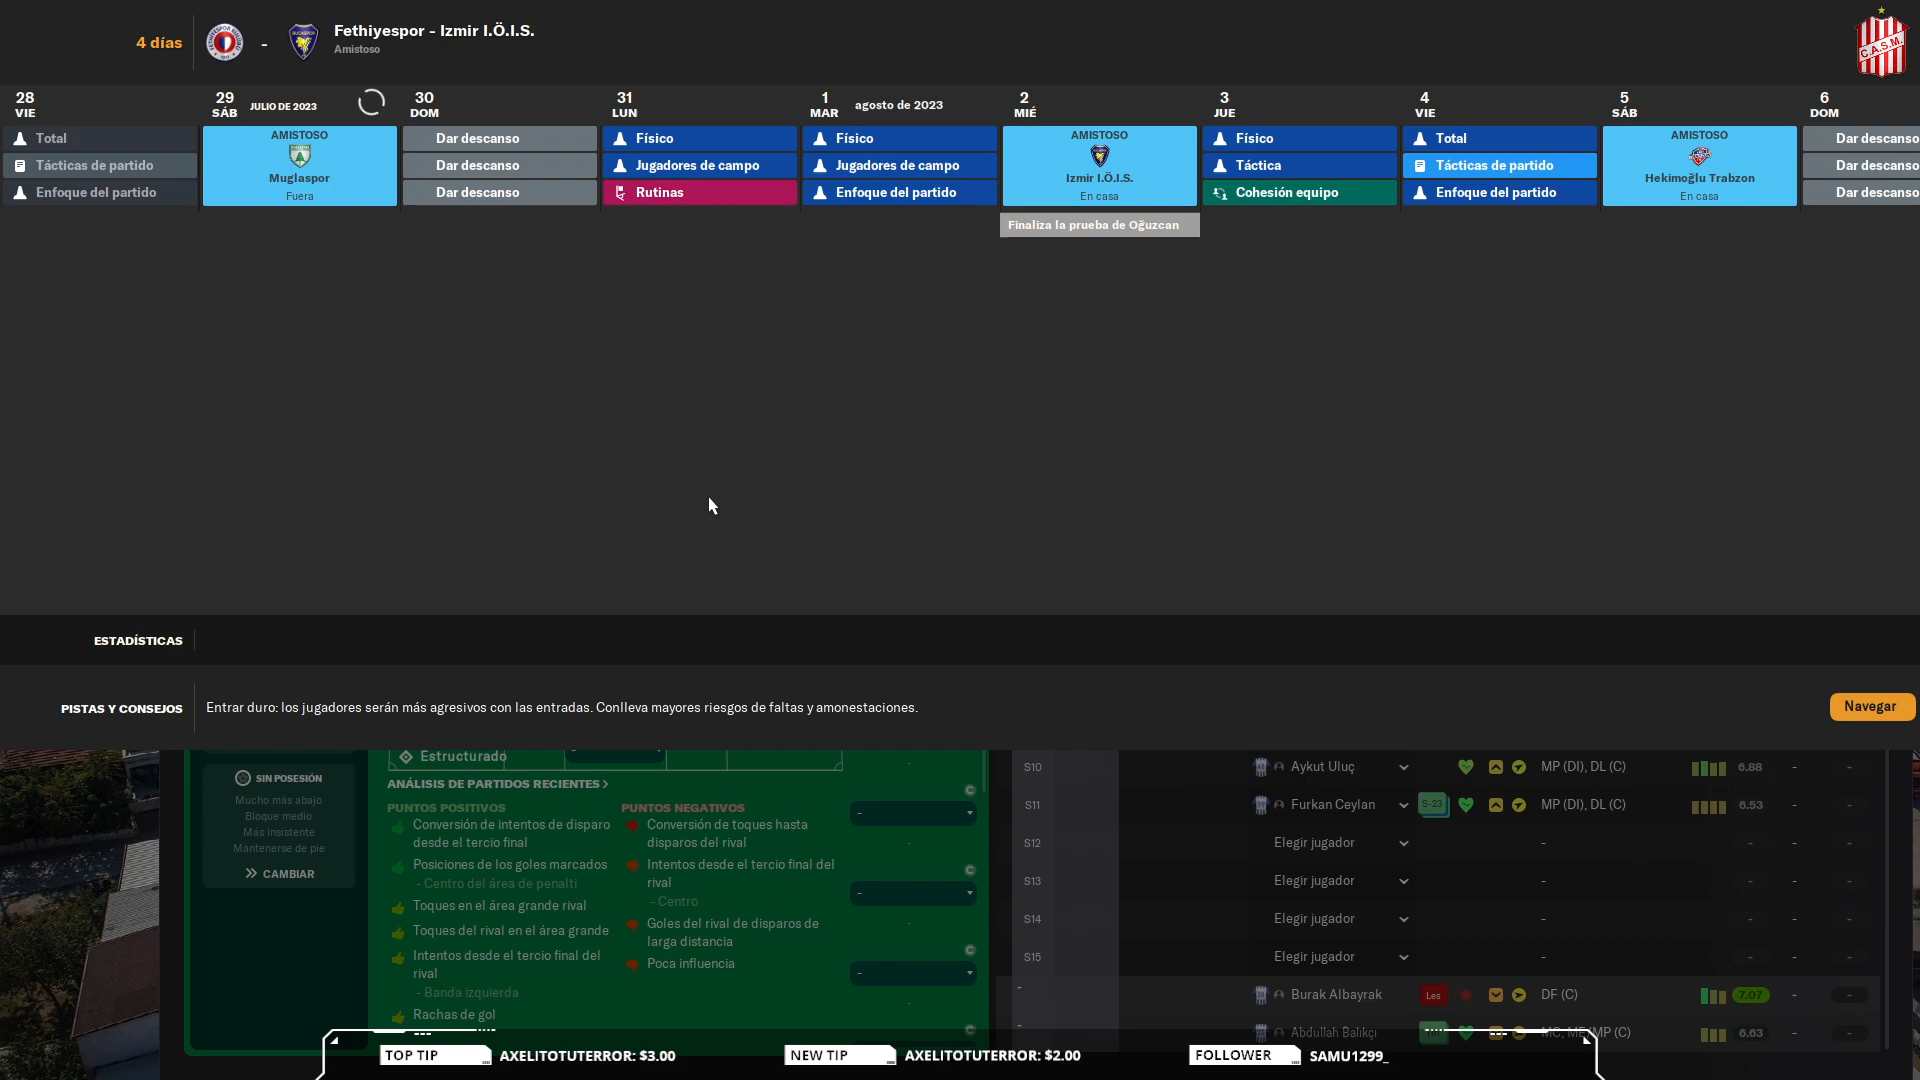 4 días
-
Fethiyespor - Izmir I.Ö.I.S.
Amistoso
C.A.S.M.
28
VIE
29
SÁB
JULIO DE 2023
30
DOM
31
LUN
1
MAR
agosto de 2023
2
MIÉ
3
JUE
4
VIE
5
SÁB
6
DOM
Total
Tácticas de partido
Enfoque del partido
AMISTOSO
Muglaspor
Fuera
Dar descanso
Dar descanso
Dar descanso
Físico
Jugadores de campo
Rutinas
Físico
Jugadores de campo
Enfoque del partido
AMISTOSO
Izmir I.Ö.I.S.
En casa
Finaliza la prueba de Oğuzcan
Físico
Táctica
Cohesión equipo
Total
Tácticas de partido
Enfoque del partido
AMISTOSO
Hekimoğlu Trabzon
En casa
Dar descanso
Dar descanso
Dar descanso
ESTADÍSTICAS
PISTAS Y CONSEJOS
Entrar duro: los jugadores serán más agresivos con las entradas. Conlleva mayores riesgos de faltas y amonestaciones.
Navegar
SIN POSESIÓN
Mucho más abajo
Bloque medio
Más insistente
Mantenerse de pie
CAMBIAR
Estructurado
ANÁLISIS DE PARTIDOS RECIENTES >
PUNTOS POSITIVOS
Conversión de intentos de disparo
desde el tercio final
Posiciones de los goles marcados
- Centro del área de penalti
Toques en el área grande rival
Toques del rival en el área grande
Intentos desde el tercio final del
rival
- Banda izquierda
Rachas de gol
PUNTOS NEGATIVOS
Conversión de toques hasta
disparos del rival
Intentos desde el tercio final del
rival
- Centro
Goles del rival de disparos de
larga distancia
Poca influencia
S10 Aykut Uluç MP (DI), DL (C) 6.88 - -
S11 Furkan Ceylan S-23 MP (DI), DL (C) 6.53 - -
S12 Elegir jugador - - - -
S13 Elegir jugador - - - -
S14 Elegir jugador - - - -
S15 Elegir jugador - - - -
- Burak Albayrak Les DF (C) 7.07 - -
- Abdullah Balıkçı MP (C) 6.63 - -
TOP TIP AXELITOTUTERROR: $3.00
NEW TIP AXELITOTUTERROR: $2.00
FOLLOWER SAMU1299_